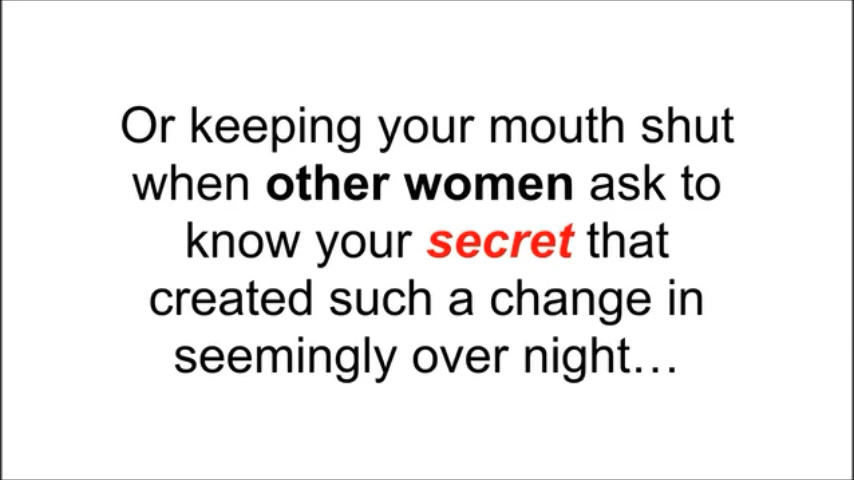 Or keeping your mouth shut
when other women ask to
know your secret that
created such a change in
seemingly over night…